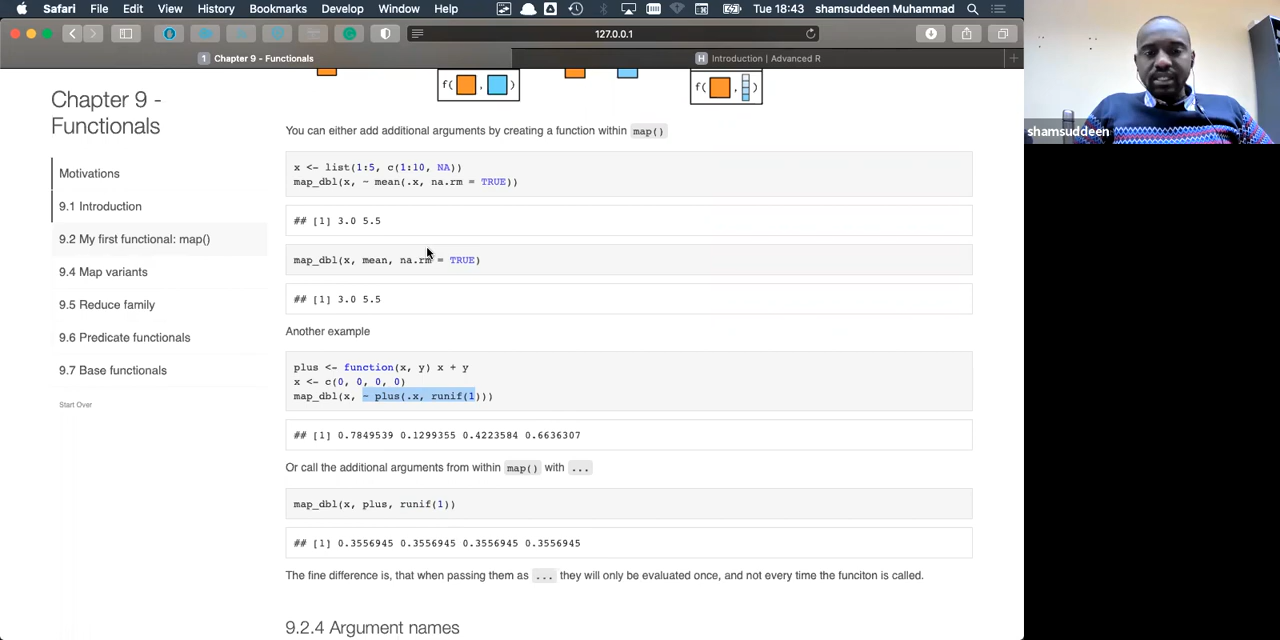 Safari File Edit View History Bookmarks Develop Window Help Tue 18:43 shamsuddeen Muhammad
127.0.0.1
1 Chapter 9 - Functionals
H Introduction | Advanced R
f( , )
f( , )
Chapter 9 -
Functionals
Motivations
9.1 Introduction
9.2 My first functional: map()
9.4 Map variants
9.5 Reduce family
9.6 Predicate functionals
9.7 Base functionals
Start Over
You can either add additional arguments by creating a function within map()
x <- list(1:5, c(1:10, NA))
map_dbl(x, ~ mean(.x, na.rm = TRUE))
## [1] 3.0 5.5
map_dbl(x, mean, na.rm = TRUE)
## [1] 3.0 5.5
Another example
plus <- function(x, y) x + y
x <- c(0, 0, 0, 0)
map_dbl(x, ~ plus(.x, runif(1)))
## [1] 0.7849539 0.1299355 0.4223584 0.6636307
Or call the additional arguments from within map() with ...
map_dbl(x, plus, runif(1))
## [1] 0.3556945 0.3556945 0.3556945 0.3556945
The fine difference is, that when passing them as ... they will only be evaluated once, and not every time the funciton is called.
9.2.4 Argument names
shamsuddeen